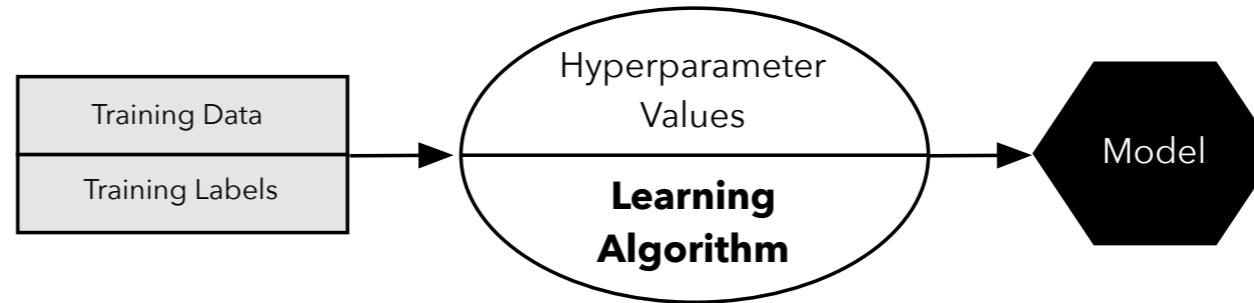 Training Data
Training Labels
Hyperparameter
Values
Learning
Algorithm
Model